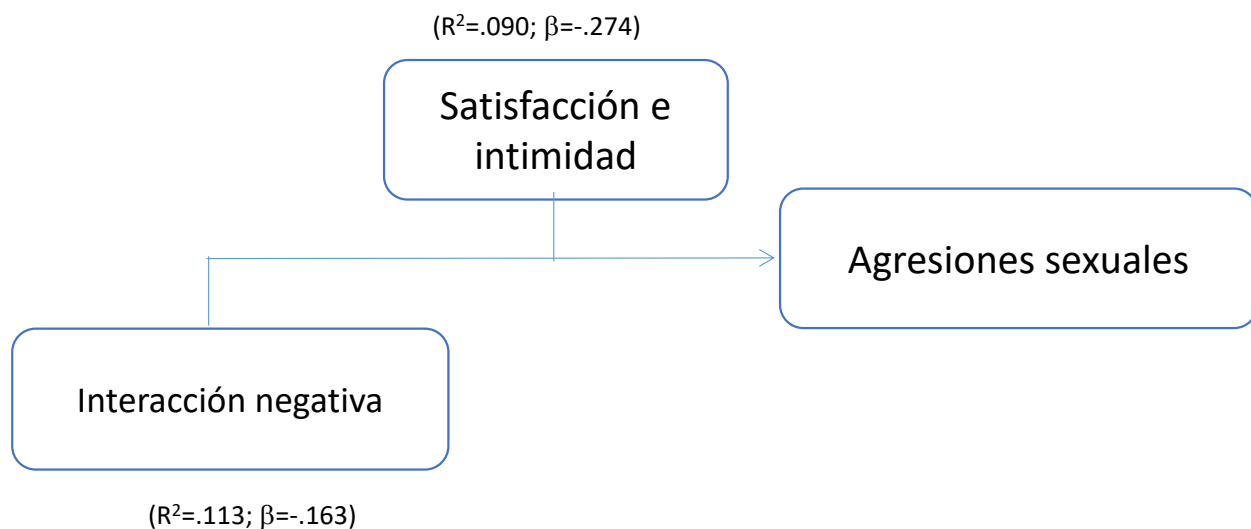 (R²=.090; β=-.274)
Satisfacción e
intimidad
Agresiones sexuales
Interacción negativa
(R²=.113; β=-.163)